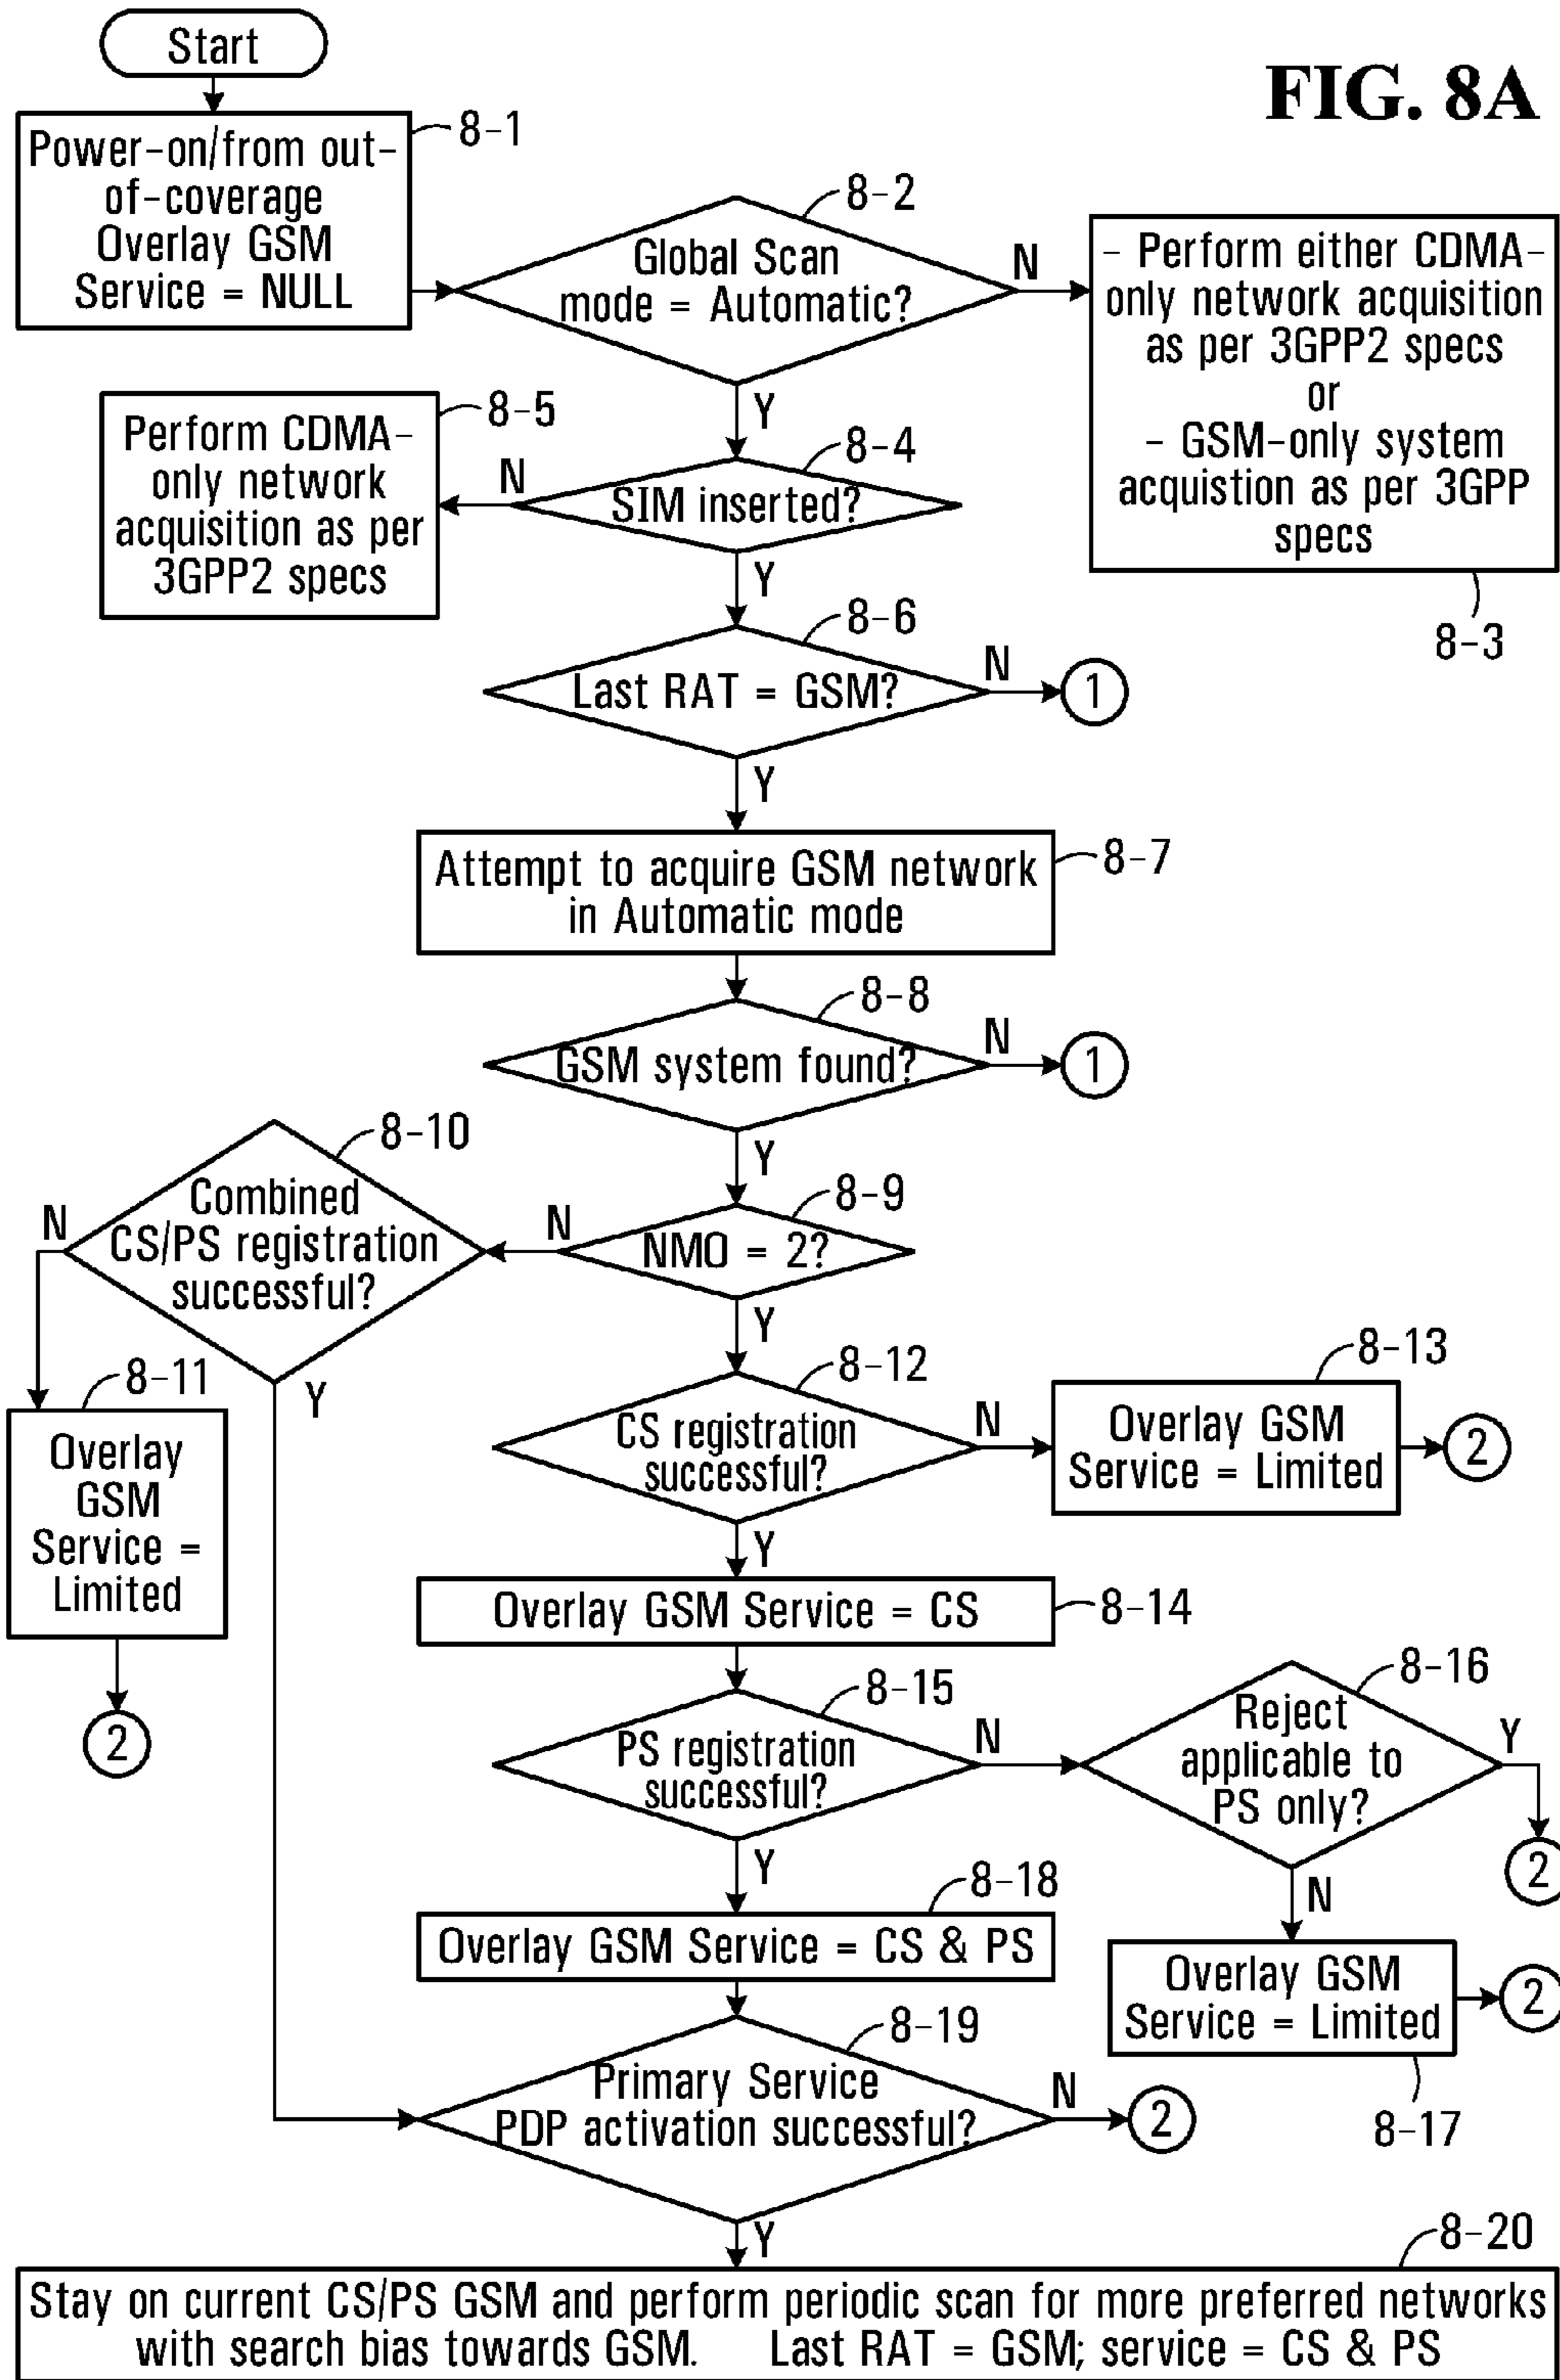 Start
FIG. 8A
8-1
Power-on/from out-
of-coverage
Overlay GSM
Service = NULL
8-2
Global Scan
mode = Automatic?
N
Y
- Perform either CDMA-
only network acquisition
as per 3GPP2 specs
or
- GSM-only system
acquistion as per 3GPP
specs
8-3
8-5
Perform CDMA-
only network
acquisition as per
3GPP2 specs
8-4
N
SIM inserted?
Y
8-6
Last RAT = GSM?
N
1
Y
8-7
Attempt to acquire GSM network
in Automatic mode
8-8
GSM system found?
N
1
Y
8-9
NMO = 2?
N
Y
8-10
Combined
CS/PS registration
successful?
N
Y
8-11
Overlay
GSM
Service =
Limited
2
8-12
CS registration
successful?
N
Y
8-13
Overlay GSM
Service = Limited
2
Overlay GSM Service = CS
8-14
8-15
PS registration
successful?
N
Y
8-16
Reject
applicable to
PS only?
Y
2
N
Overlay GSM
Service = Limited
2
8-17
8-18
Overlay GSM Service = CS & PS
8-19
Primary Service
PDP activation successful?
N
2
Y
8-20
Stay on current CS/PS GSM and perform periodic scan for more preferred networks
with search bias towards GSM. Last RAT = GSM; service = CS & PS